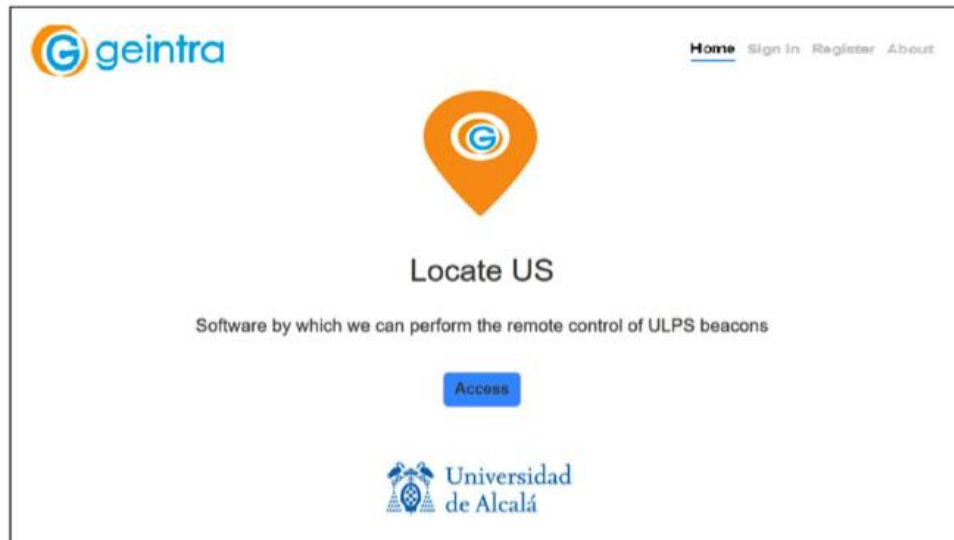 geintra
Home Sign In Register About
Locate US
Software by which we can perform the remote control of ULPS beacons
Access
Universidad
de Alcalá